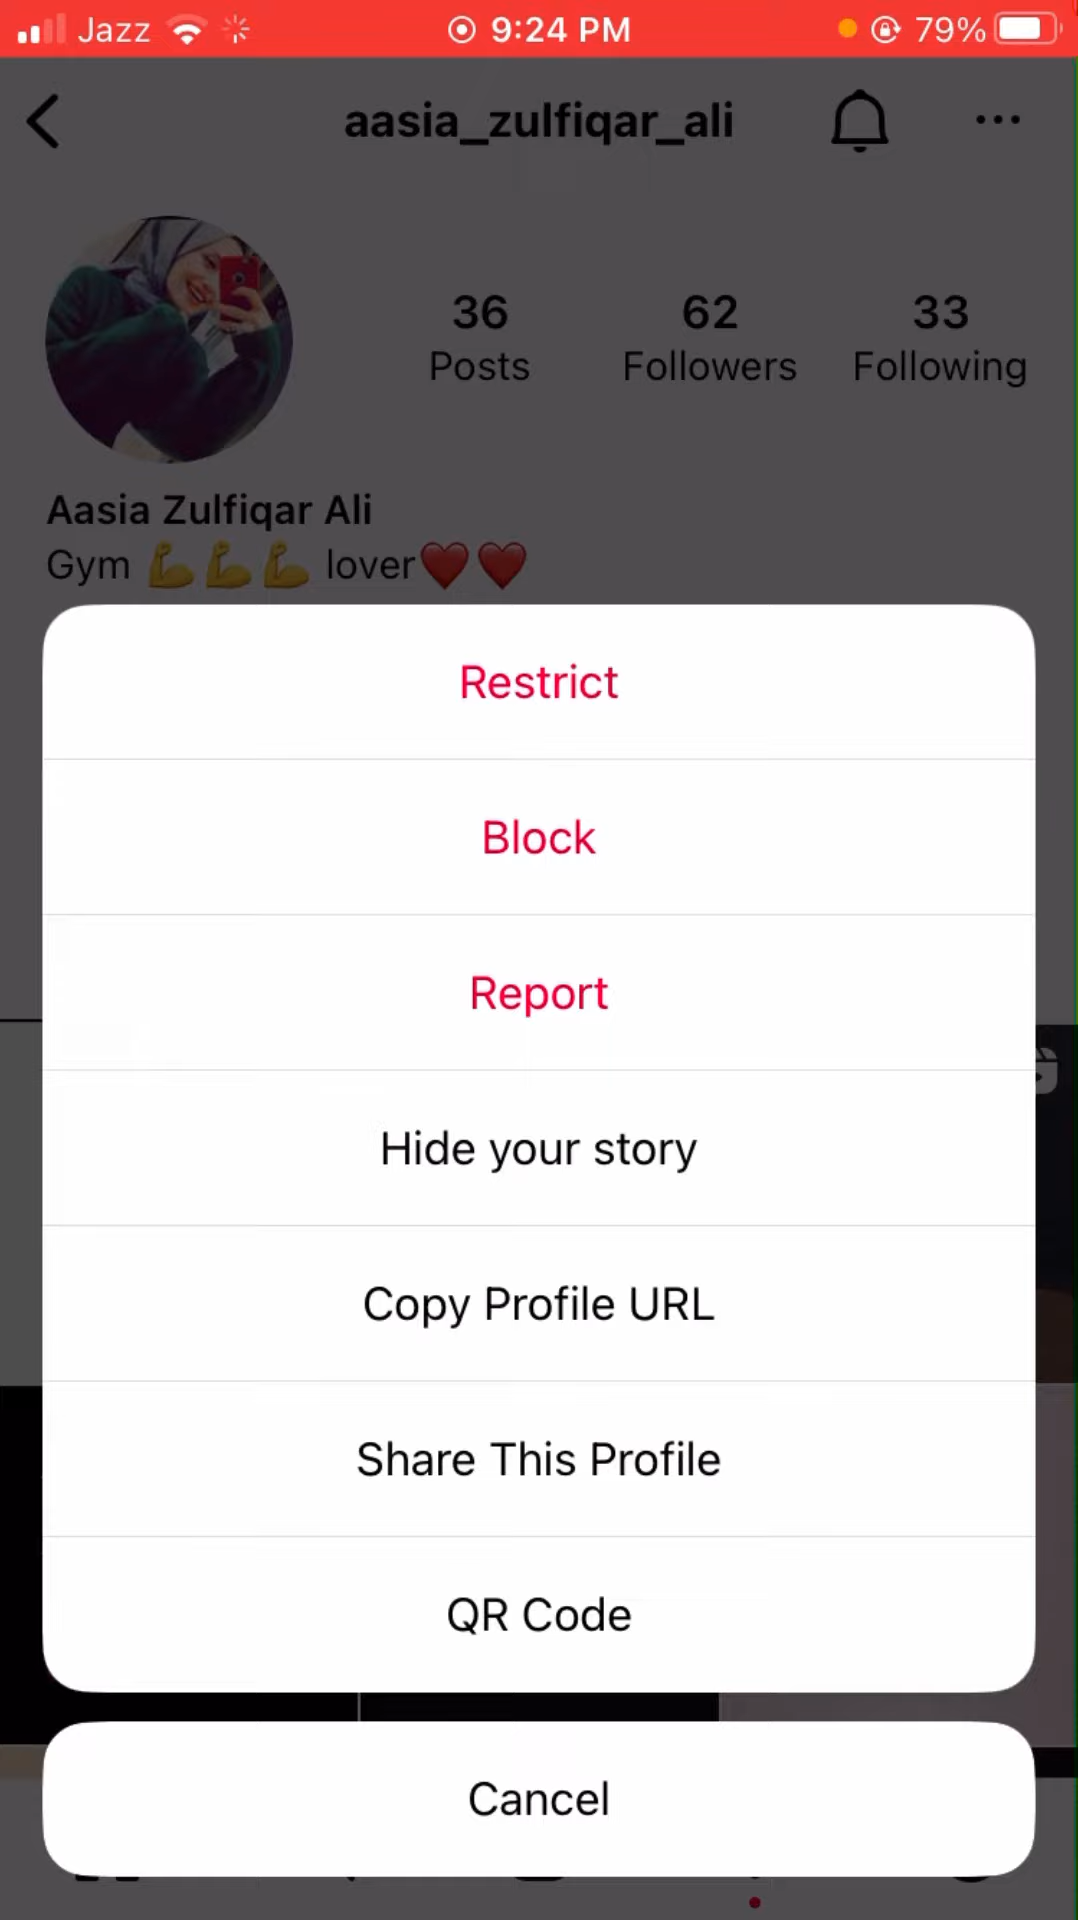 Jazz 9:24 PM 79%
aasia_zulfiqar_ali
36 62 33
Posts Followers Following
Aasia Zulfiqar Ali
Gym 💪💪💪 lover❤️❤️
Restrict
Block
Report
Hide your story
Copy Profile URL
Share This Profile
QR Code
Cancel